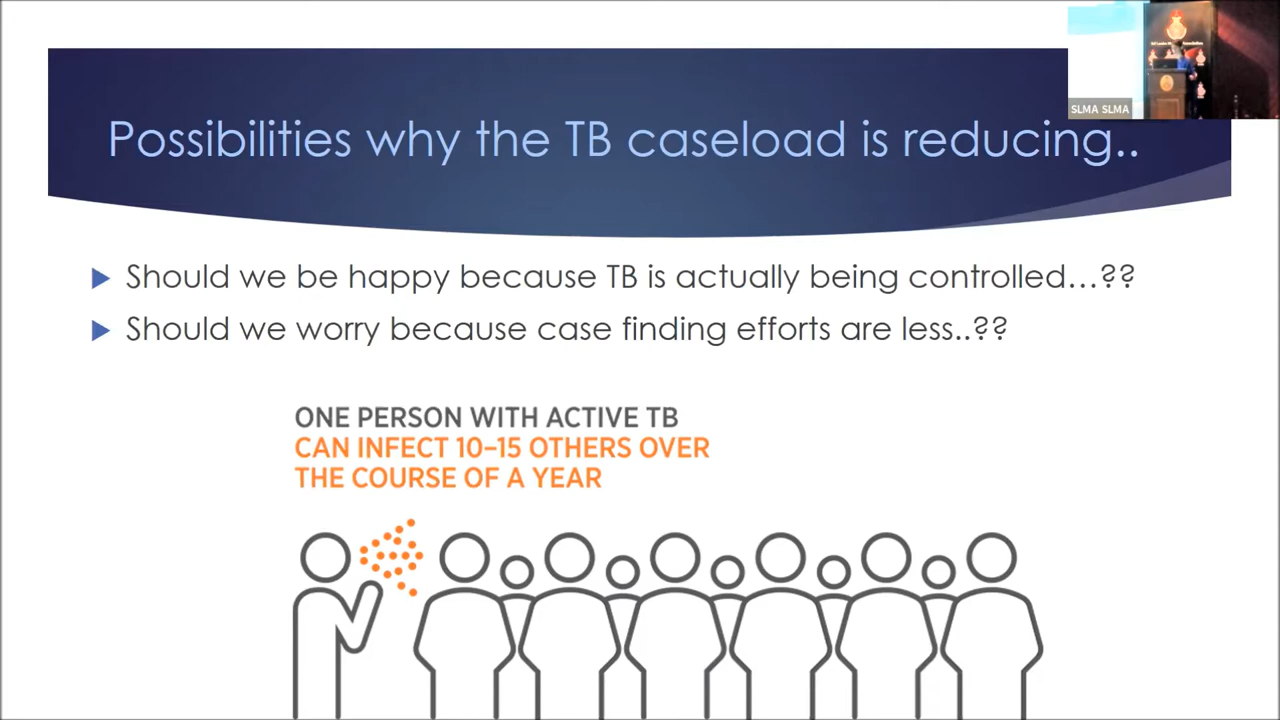 Possibilities why the TB caseload is reducing..
SLMA SLMA
Should we be happy because TB is actually being controlled...??
Should we worry because case finding efforts are less..??
ONE PERSON WITH ACTIVE TB
CAN INFECT 10–15 OTHERS OVER
THE COURSE OF A YEAR